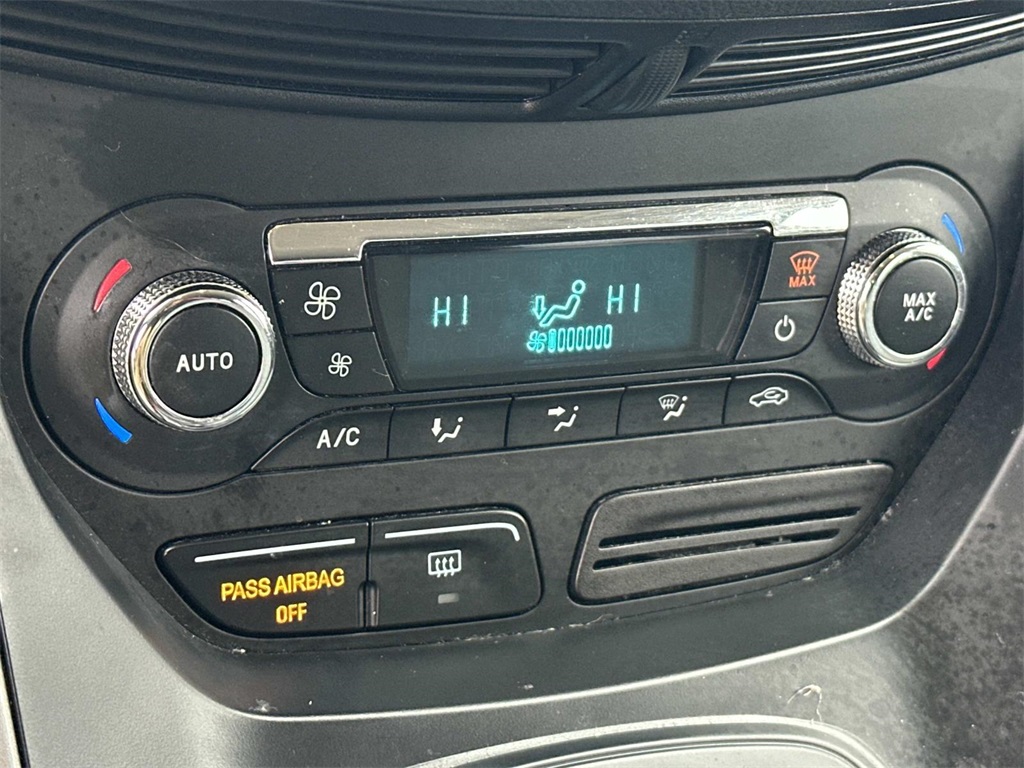 HI HI
MAX
AUTO
MAX
A/C
A/C
PASS AIRBAG
OFF